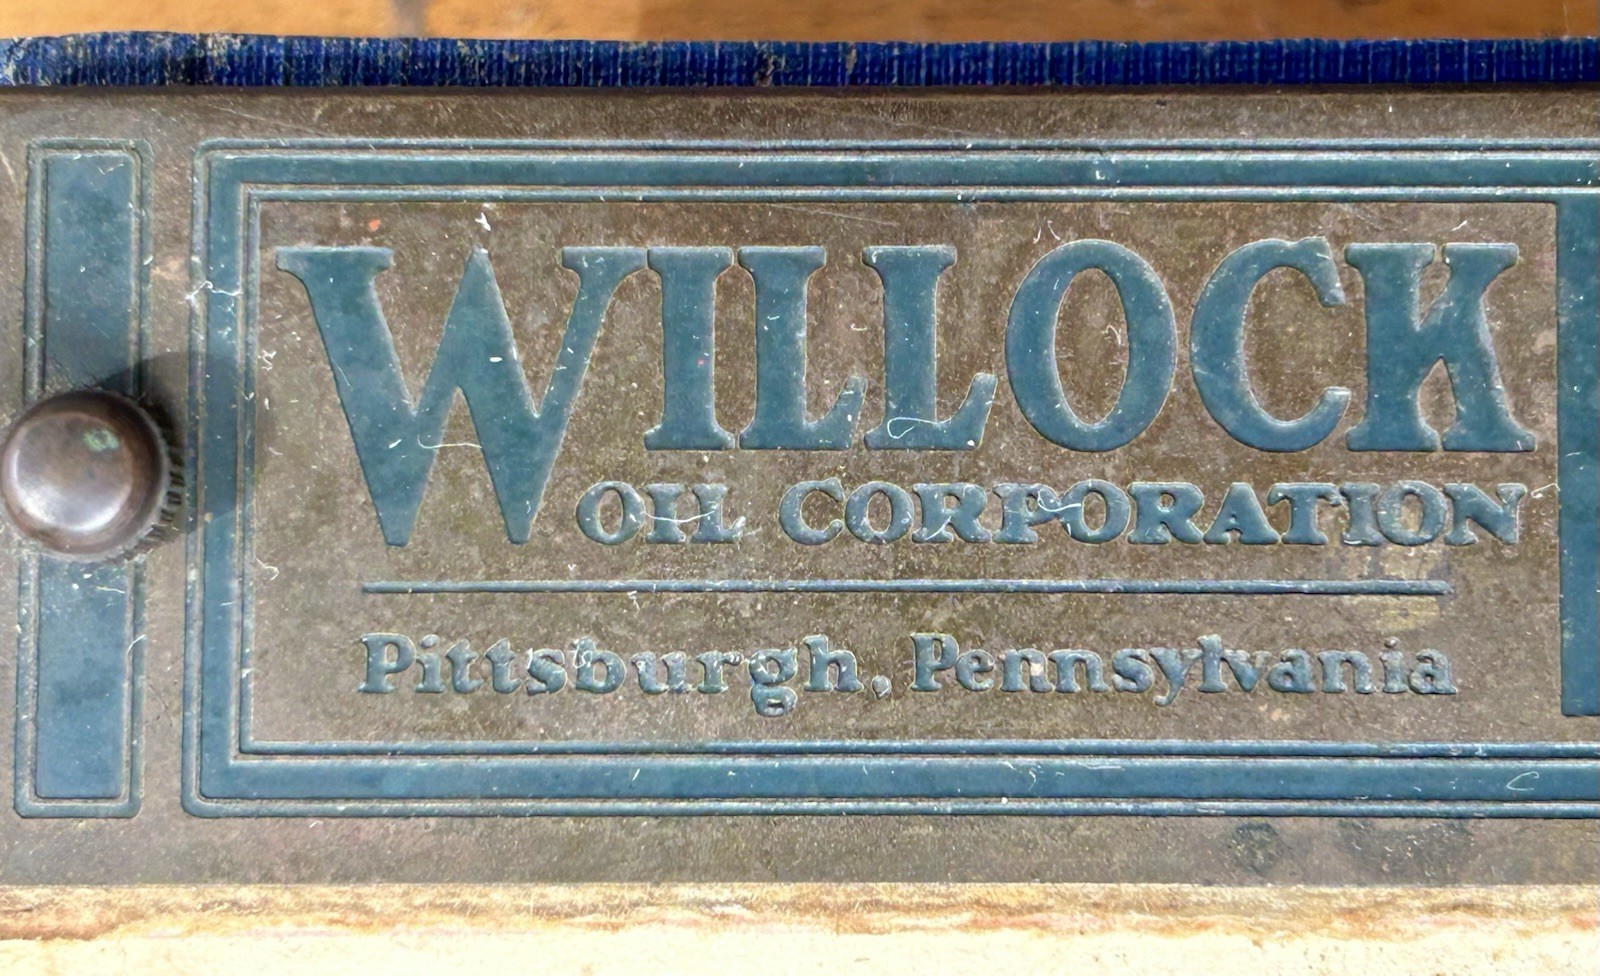 WILLOCK
OIL CORPORATION
Pittsburgh, Pennsylvania